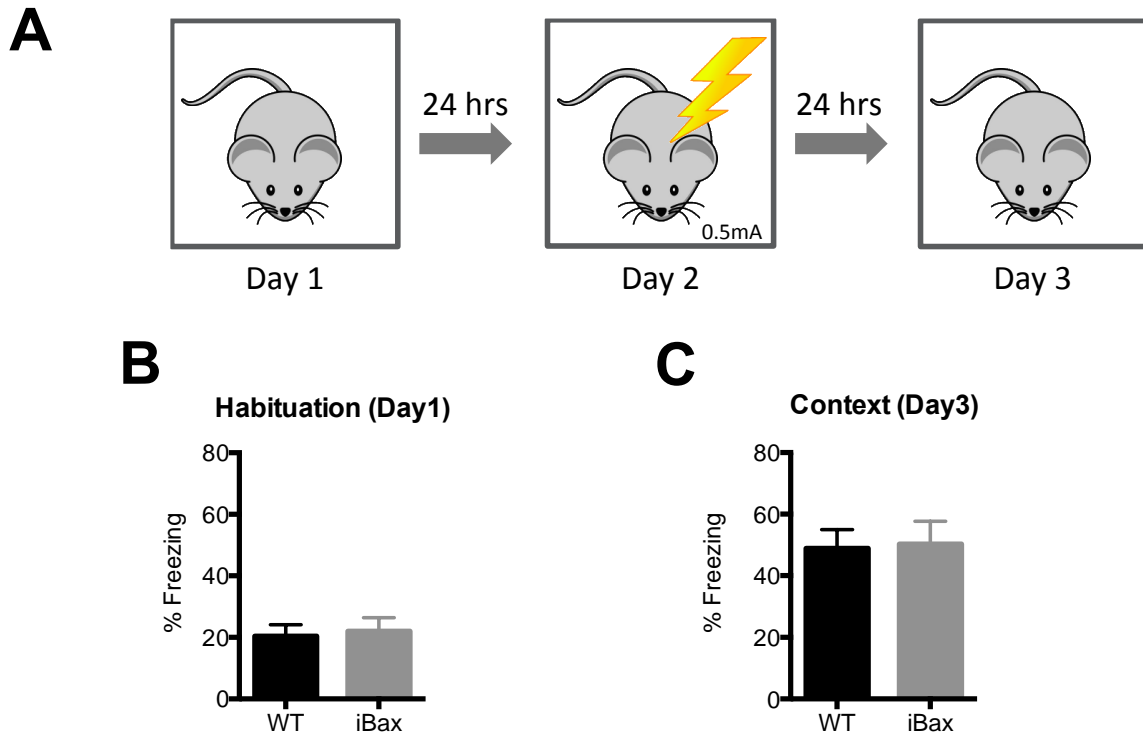 A
24 hrs
24 hrs
0.5mA
Day 1
Day 2
Day 3
B
Habituation (Day1)
% Freezing
80
60
40
20
0
WT
iBax
C
Context (Day3)
% Freezing
80
60
40
20
0
WT
iBax